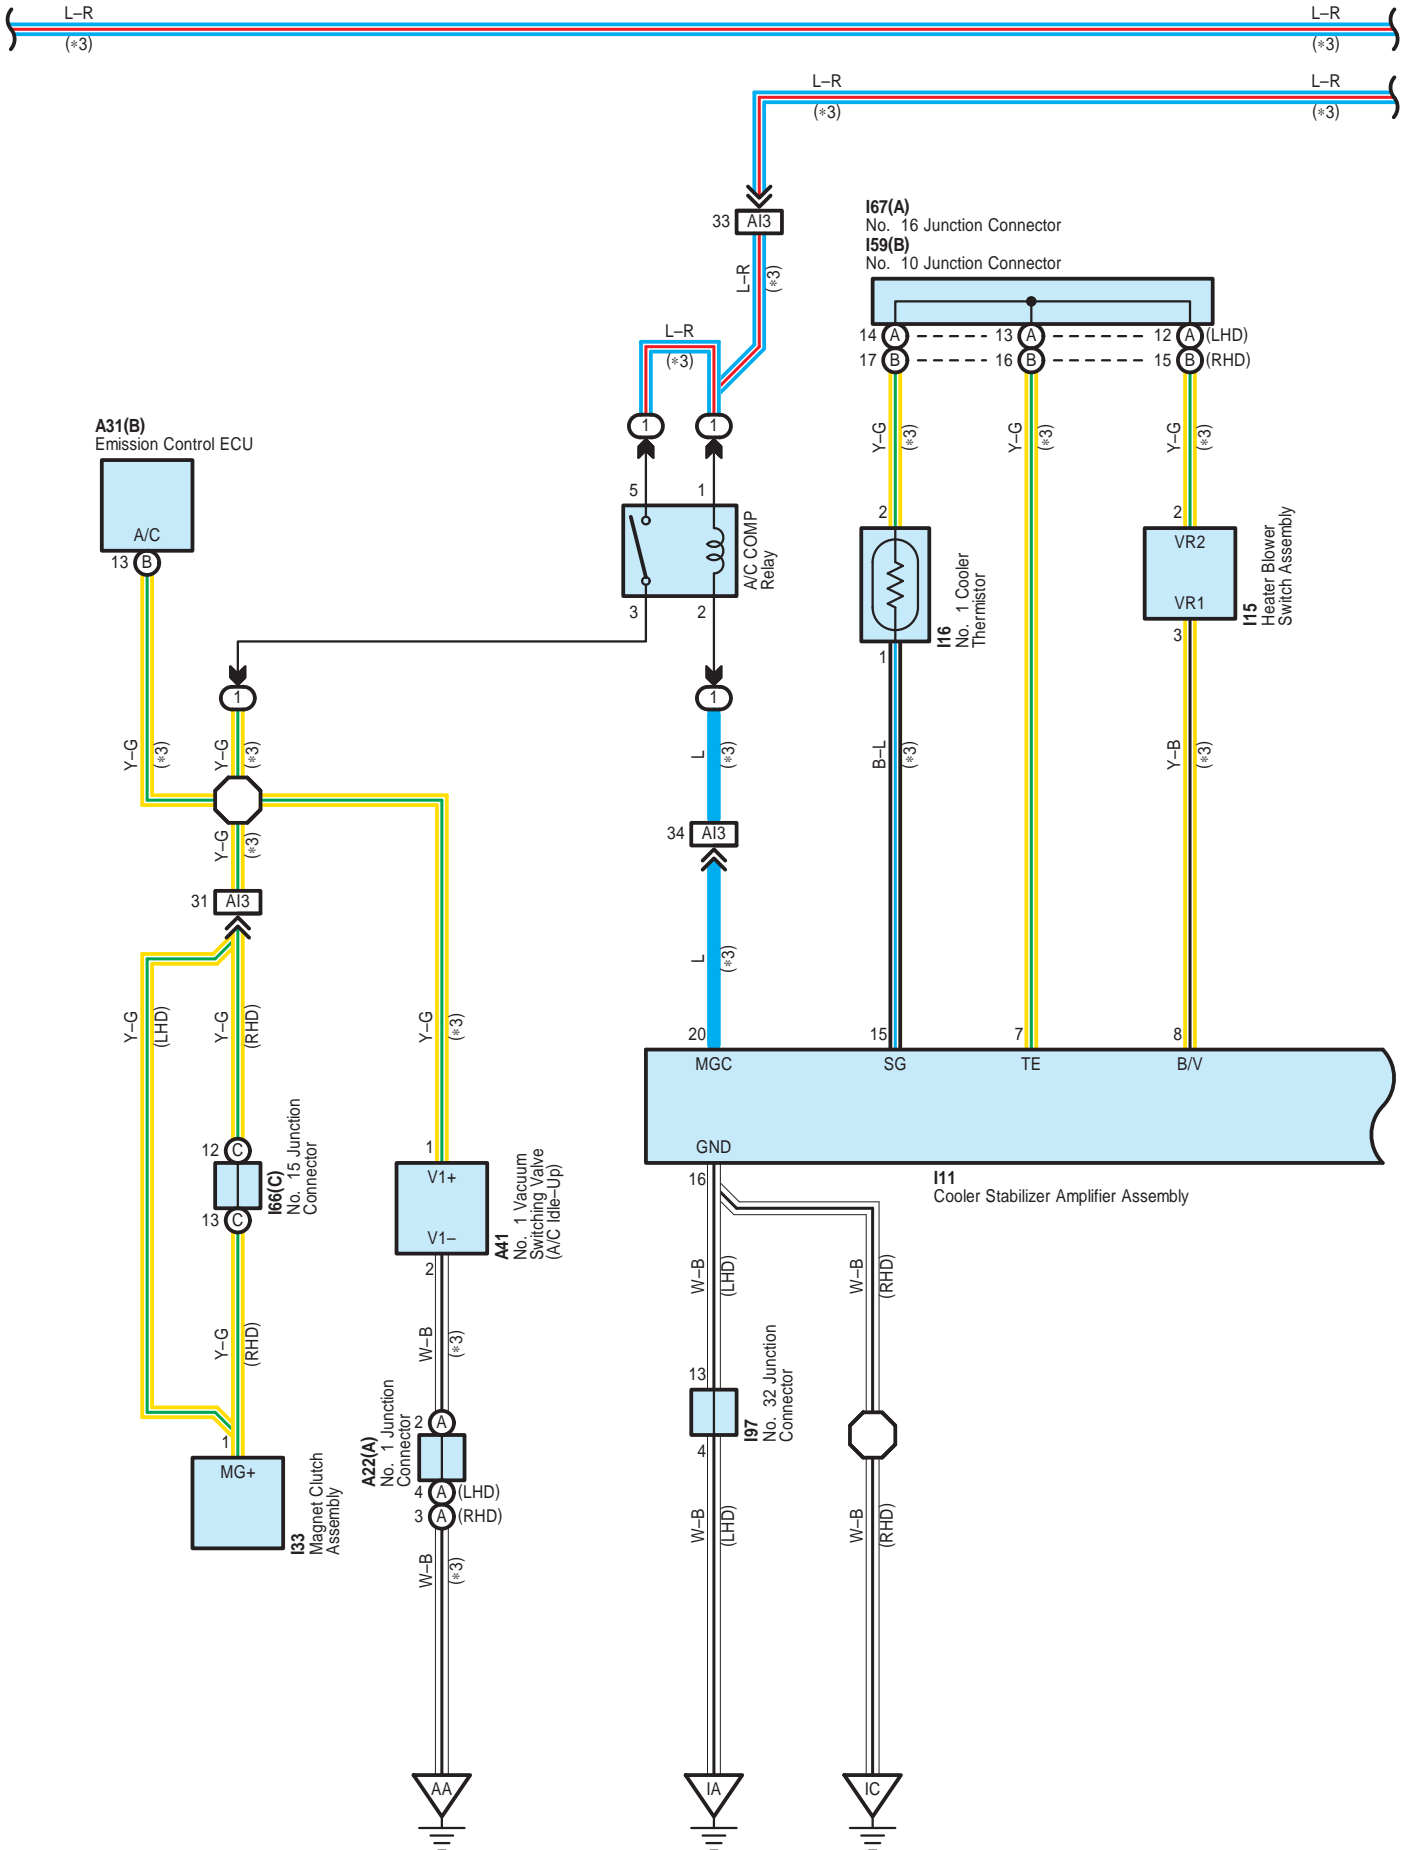 L–R
L–R
(∗3)
(∗3)
L–R
L–R
(∗3)
(∗3)
33
AI3
L–R
(∗3)
I67(A)
No. 16 Junction Connector
I59(B)
No. 10 Junction Connector
14
A
13
A
12
A
(LHD)
17
B
16
B
15
B
(RHD)
L–R
(∗3)
1
1
Y–G
(∗3)
Y–G
(∗3)
Y–G
(∗3)
A31(B)
Emission Control ECU
A/C
13
B
5
1
3
2
A/C COMP
Relay
2
1
I16
No. 1 Cooler
Thermistor
2
VR2
VR1
3
I15
Heater Blower
Switch Assembly
1
1
Y–G
(∗3)
Y–G
(∗3)
L
(∗3)
B–L
(∗3)
Y–B
(∗3)
Y–G
(∗3)
34
AI3
31
AI3
L
(∗3)
Y–G
(LHD)
Y–G
(RHD)
Y–G
(∗3)
20
15
7
8
MGC
SG
TE
B/V
GND
16
I11
Cooler Stabilizer Amplifier Assembly
12
C
13
C
I66(C)
No. 15 Junction
Connector
1
V1+
V1–
2
A41
No. 1 Vacuum
Switching Valve
(A/C Idle–Up)
W–B
(LHD)
W–B
(RHD)
Y–G
(RHD)
W–B
(∗3)
13
4
I97
No. 32 Junction
Connector
2
A
A22(A)
No. 1 Junction
Connector
4
A
(LHD)
3
A
(RHD)
1
MG+
I33
Magnet Clutch
Assembly
W–B
(∗3)
W–B
(LHD)
W–B
(RHD)
AA
IA
IC